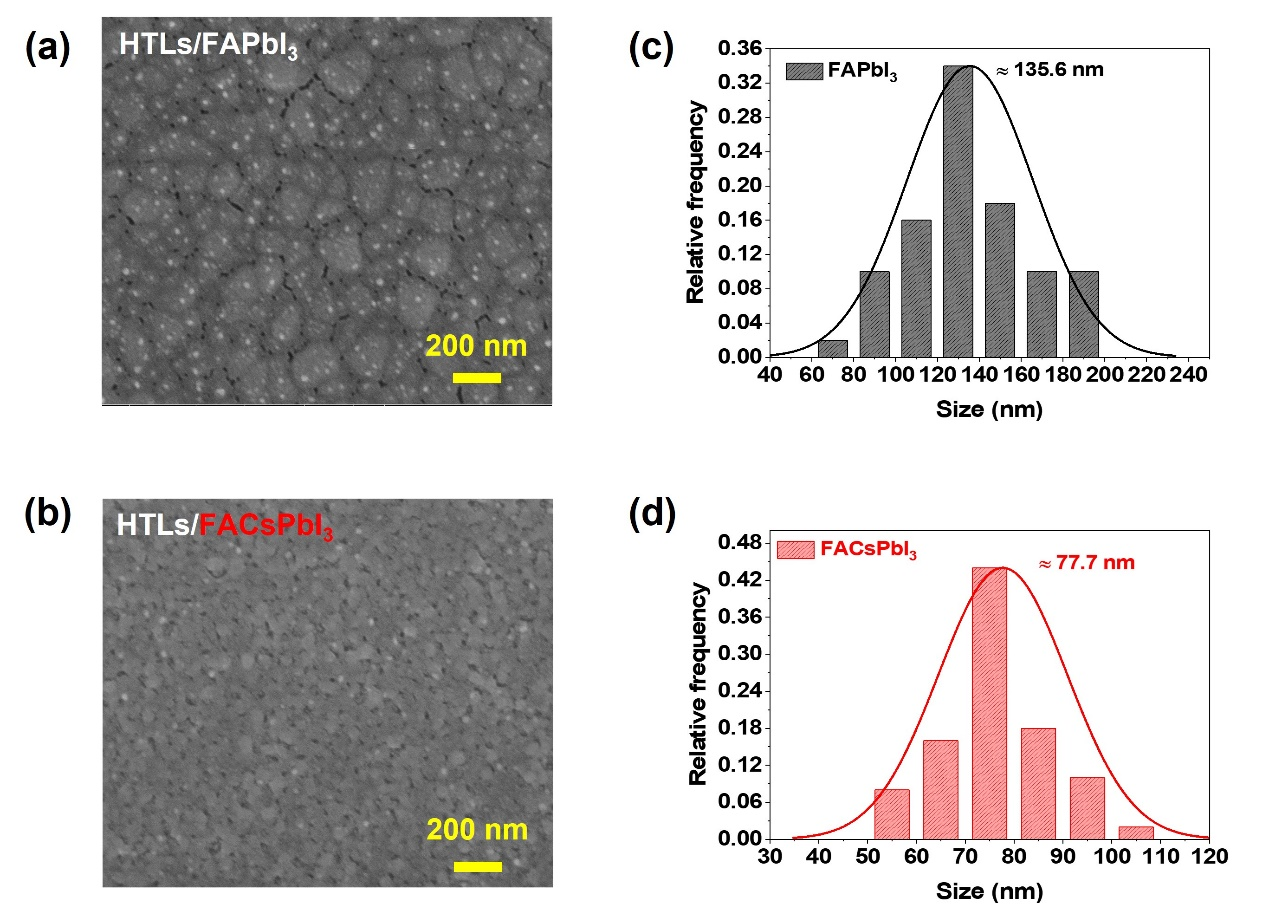 (a)
HTLs/FAPbI3
200 nm
(c)
0.36
0.32
0.28
0.24
0.20
0.16
0.12
0.08
0.04
0.00
Relative frequency
FAPbI3
≈ 135.6 nm
40 60 80 100 120 140 160 180 200 220 240
Size (nm)
(b)
HTLs/FACsPbI3
200 nm
(d)
0.48
0.42
0.36
0.30
0.24
0.18
0.12
0.06
0.00
Relative frequency
FACsPbI3
≈ 77.7 nm
30 40 50 60 70 80 90 100 110 120
Size (nm)